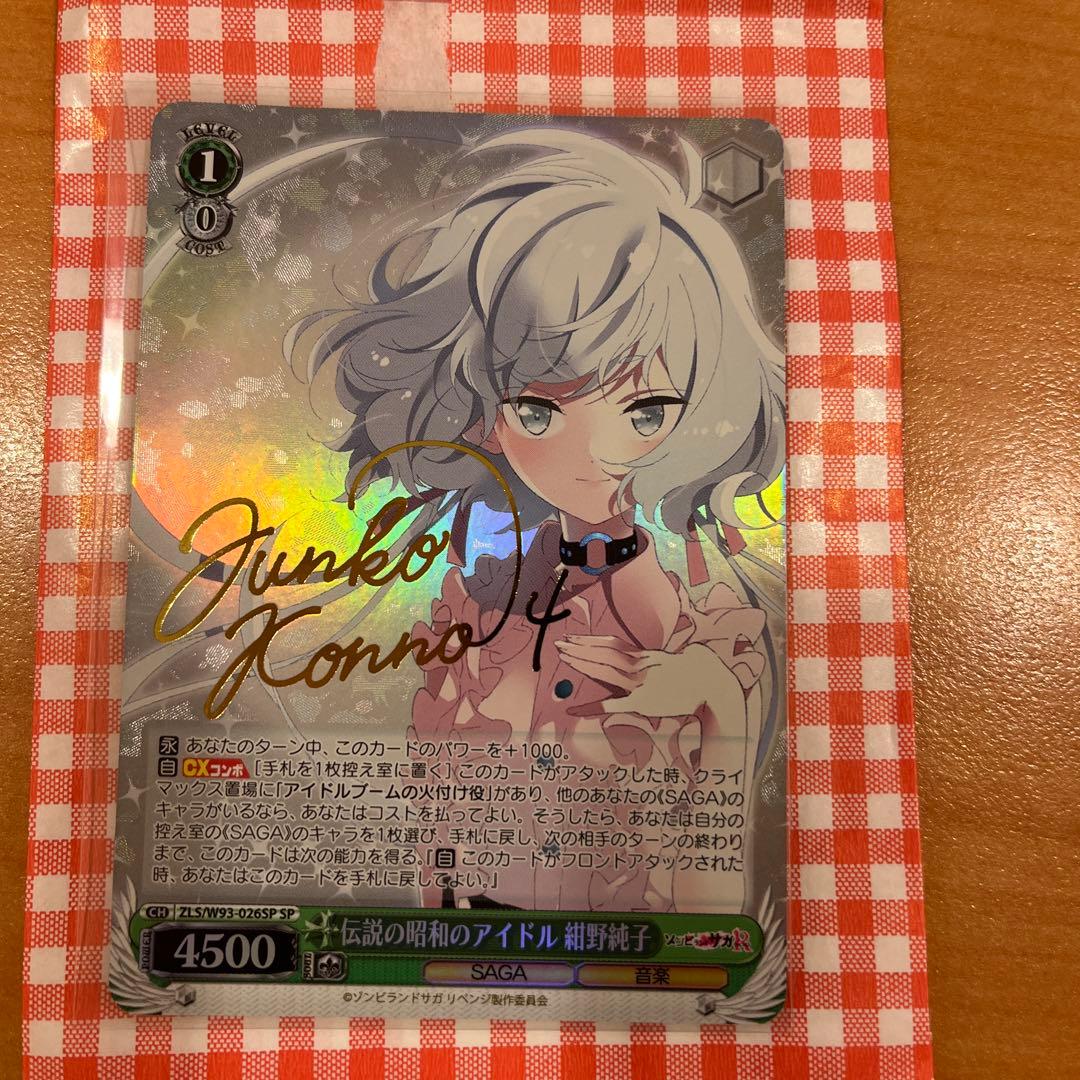 LEVEL
1
0
COST
Junko
Konno 4
永 あなたのターン中、このカードのパワーを＋1000。
自 CXコンボ ［手札を1枚控え室に置く］ このカードがアタックした時、クライ
マックス置場に「アイドルブームの火付け役」があり、他のあなたの《SAGA》の
キャラがいるなら、あなたはコストを払ってよい。そうしたら、あなたは自分の
控え室の《SAGA》のキャラを1枚選び、手札に戻し、次の相手のターンの終わり
まで、このカードは次の能力を得る。『自 このカードがフロントアタックされた
時、あなたはこのカードを手札に戻してよい。』
CH ZLS/W93-026SP SP
POWER 4500 SOUL
伝説の昭和のアイドル 紺野純子
ゾンビランドサガR
SAGA 音楽
©ゾンビランドサガ リベンジ製作委員会